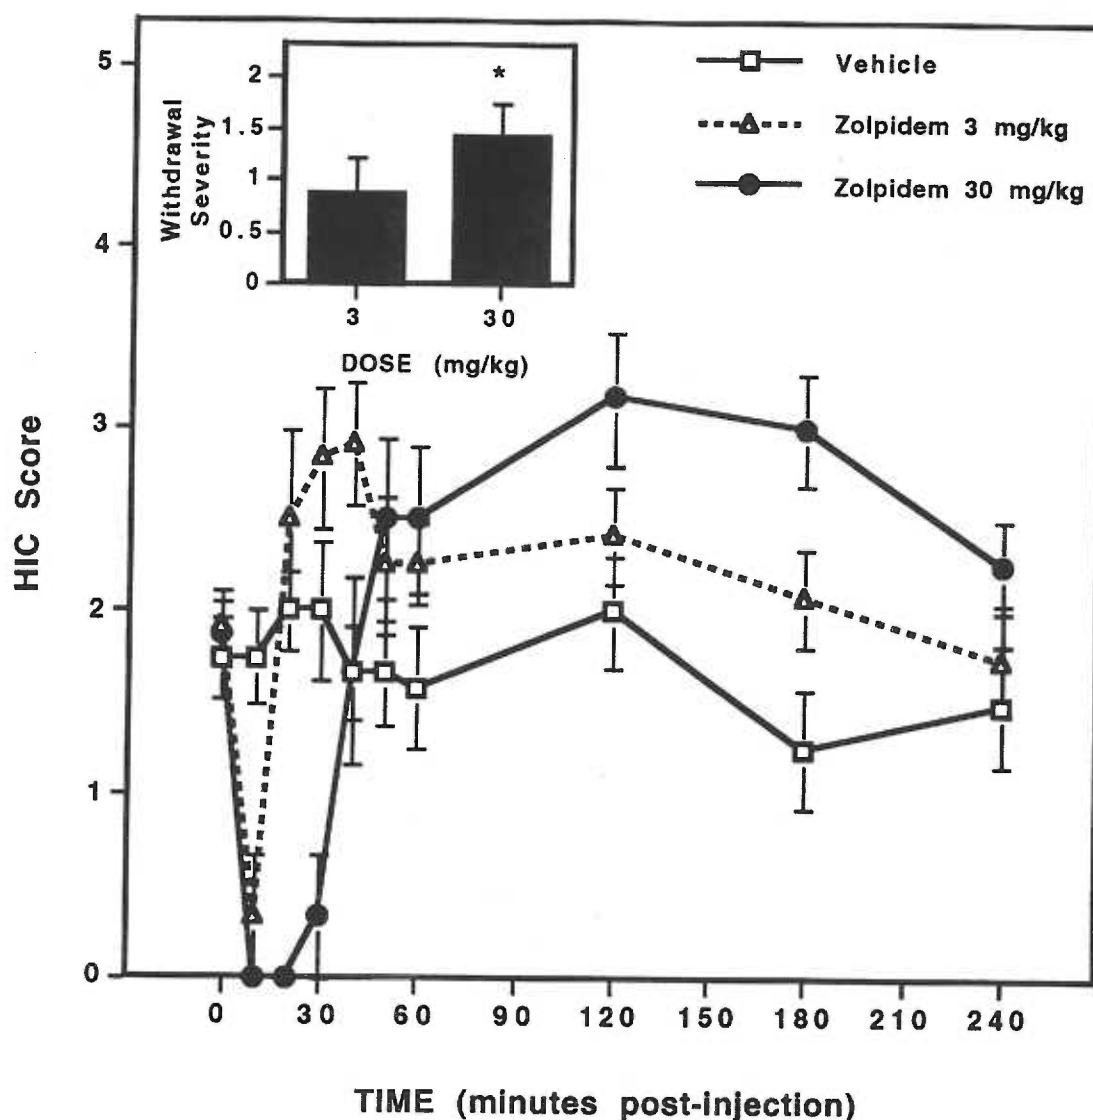 5
4
3
2
1
0
HIC Score
Withdrawal
Severity
2
1.5
1
0.5
0
*
3 30
DOSE (mg/kg)
Vehicle
Zolpidem 3 mg/kg
Zolpidem 30 mg/kg
0 30 60 90 120 150 180 210 240
TIME (minutes post-injection)